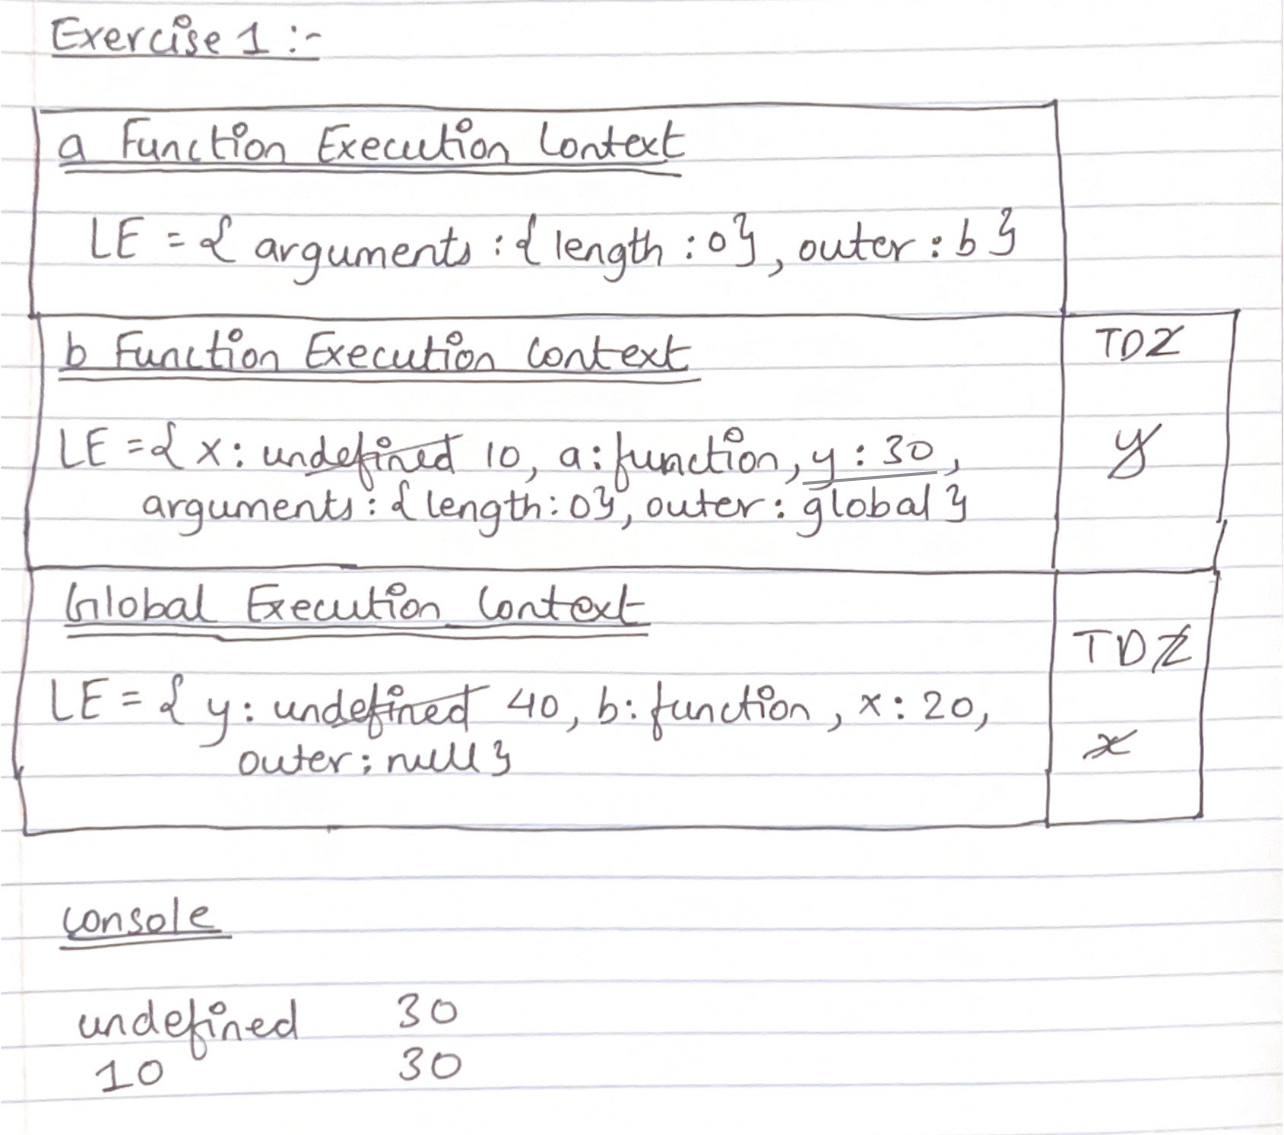 Exercise 1 :-
a Function Execution Context
LE = { arguments : { length : 0 }, outer : b }
b Function Execution Context
TDZ
LE = { x : undefined 10, a : function, y : 30,
y
arguments : { length : 0 }, outer : global }
Global Execution Context
TDZ
LE = { y : undefined 40, b : function, x : 20,
x
outer : null }
console
undefined 30
10 30